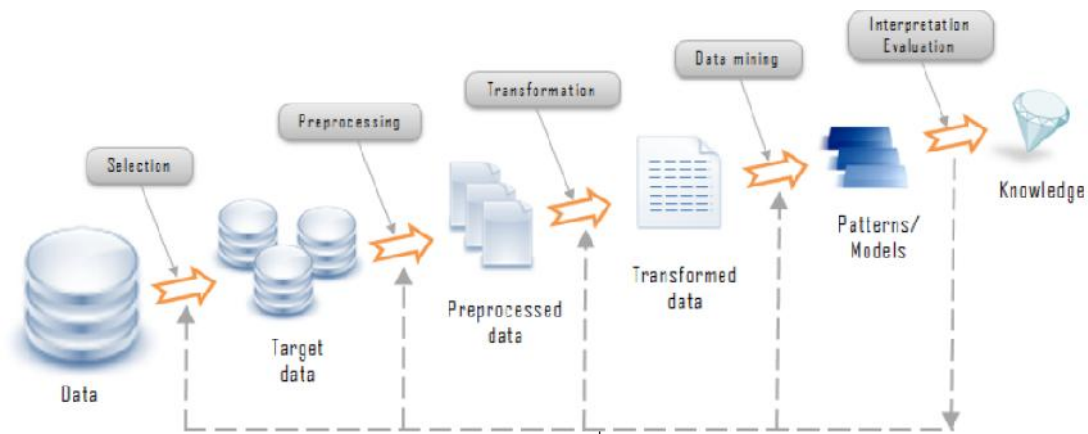 Interpretation
Evaluation
Data mining
Transformation
Preprocessing
Selection
Knowledge
Patterns/
Models
Transformed
data
Preprocessed
data
Target
data
Data